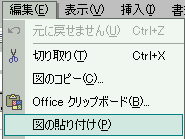 編集(E) 表示(V) 挿入(I) 書
元に戻せません(U) Ctrl+Z
切り取り(T) Ctrl+X
図のコピー(C)...
Office クリップボード(B)...
図の貼り付け(P)